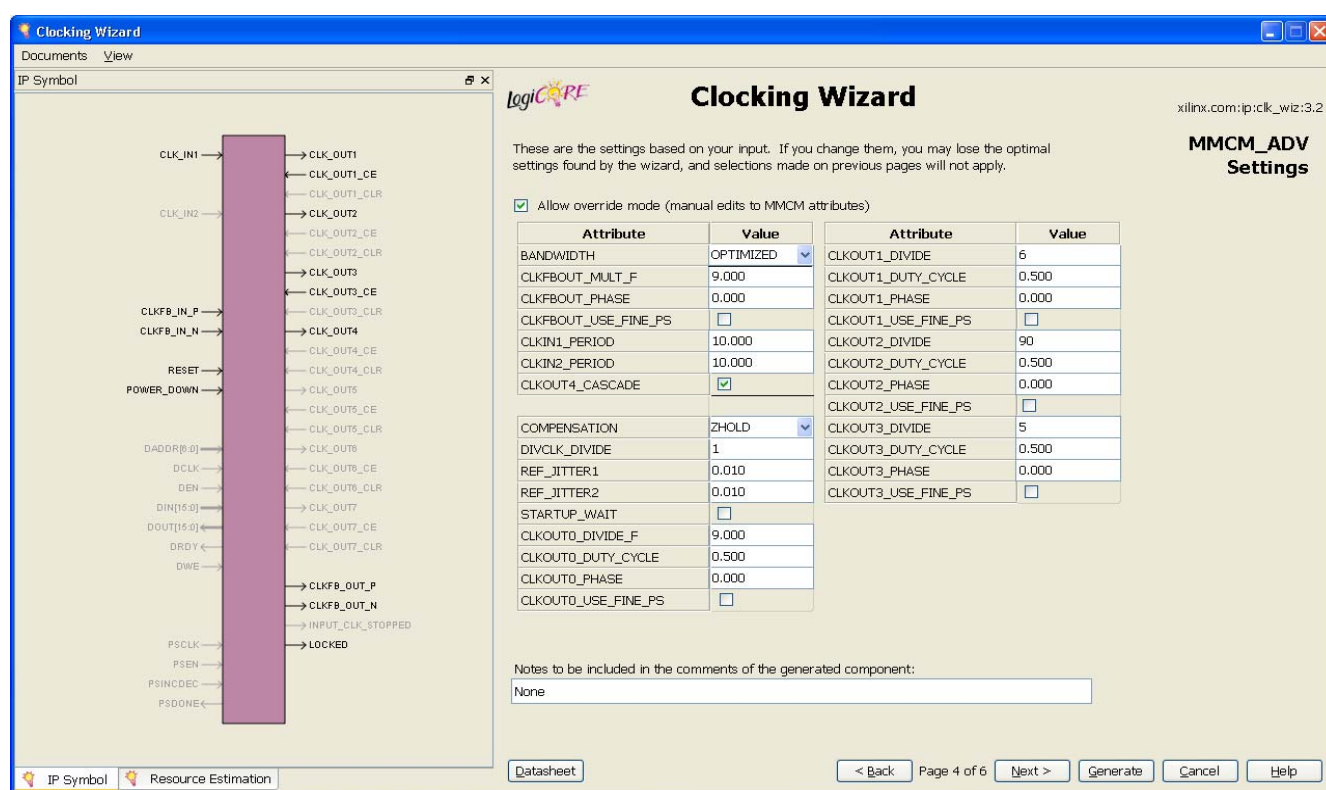 Clocking Wizard
Documents View
IP Symbol
CLK_IN1
CLK_OUT1
CLK_OUT1_CE
CLK_OUT1_CLR
CLK_IN2
CLK_OUT2
CLK_OUT2_CE
CLK_OUT2_CLR
CLK_OUT3
CLK_OUT3_CE
CLKFB_IN_P
CLK_OUT3_CLR
CLKFB_IN_N
CLK_OUT4
CLK_OUT4_CE
RESET
CLK_OUT4_CLR
POWER_DOWN
CLK_OUT5
CLK_OUT5_CE
CLK_OUT5_CLR
DADDR[6:0]
CLK_OUT6
DCLK
CLK_OUT6_CE
DEN
CLK_OUT6_CLR
DIN[15:0]
CLK_OUT7
DOUT[15:0]
CLK_OUT7_CE
DRDY
CLK_OUT7_CLR
DWE
CLKFB_OUT_P
CLKFB_OUT_N
INPUT_CLK_STOPPED
PSCLK
LOCKED
PSEN
PSINCDEC
PSDONE
IP Symbol Resource Estimation
logiCORE
Clocking Wizard
xilinx.com:ip:clk_wiz:3.2
These are the settings based on your input. If you change them, you may lose the optimal
settings found by the wizard, and selections made on previous pages will not apply.
MMCM_ADV
Settings
Allow override mode (manual edits to MMCM attributes)
Attribute Value
BANDWIDTH OPTIMIZED
CLKFBOUT_MULT_F 9.000
CLKFBOUT_PHASE 0.000
CLKFBOUT_USE_FINE_PS
CLKIN1_PERIOD 10.000
CLKIN2_PERIOD 10.000
CLKOUT4_CASCADE
COMPENSATION ZHOLD
DIVCLK_DIVIDE 1
REF_JITTER1 0.010
REF_JITTER2 0.010
STARTUP_WAIT
CLKOUT0_DIVIDE_F 9.000
CLKOUT0_DUTY_CYCLE 0.500
CLKOUT0_PHASE 0.000
CLKOUT0_USE_FINE_PS
Attribute Value
CLKOUT1_DIVIDE 6
CLKOUT1_DUTY_CYCLE 0.500
CLKOUT1_PHASE 0.000
CLKOUT1_USE_FINE_PS
CLKOUT2_DIVIDE 90
CLKOUT2_DUTY_CYCLE 0.500
CLKOUT2_PHASE 0.000
CLKOUT2_USE_FINE_PS
CLKOUT3_DIVIDE 5
CLKOUT3_DUTY_CYCLE 0.500
CLKOUT3_PHASE 0.000
CLKOUT3_USE_FINE_PS
Notes to be included in the comments of the generated component:
None
Datasheet < Back Page 4 of 6 Next > Generate Cancel Help